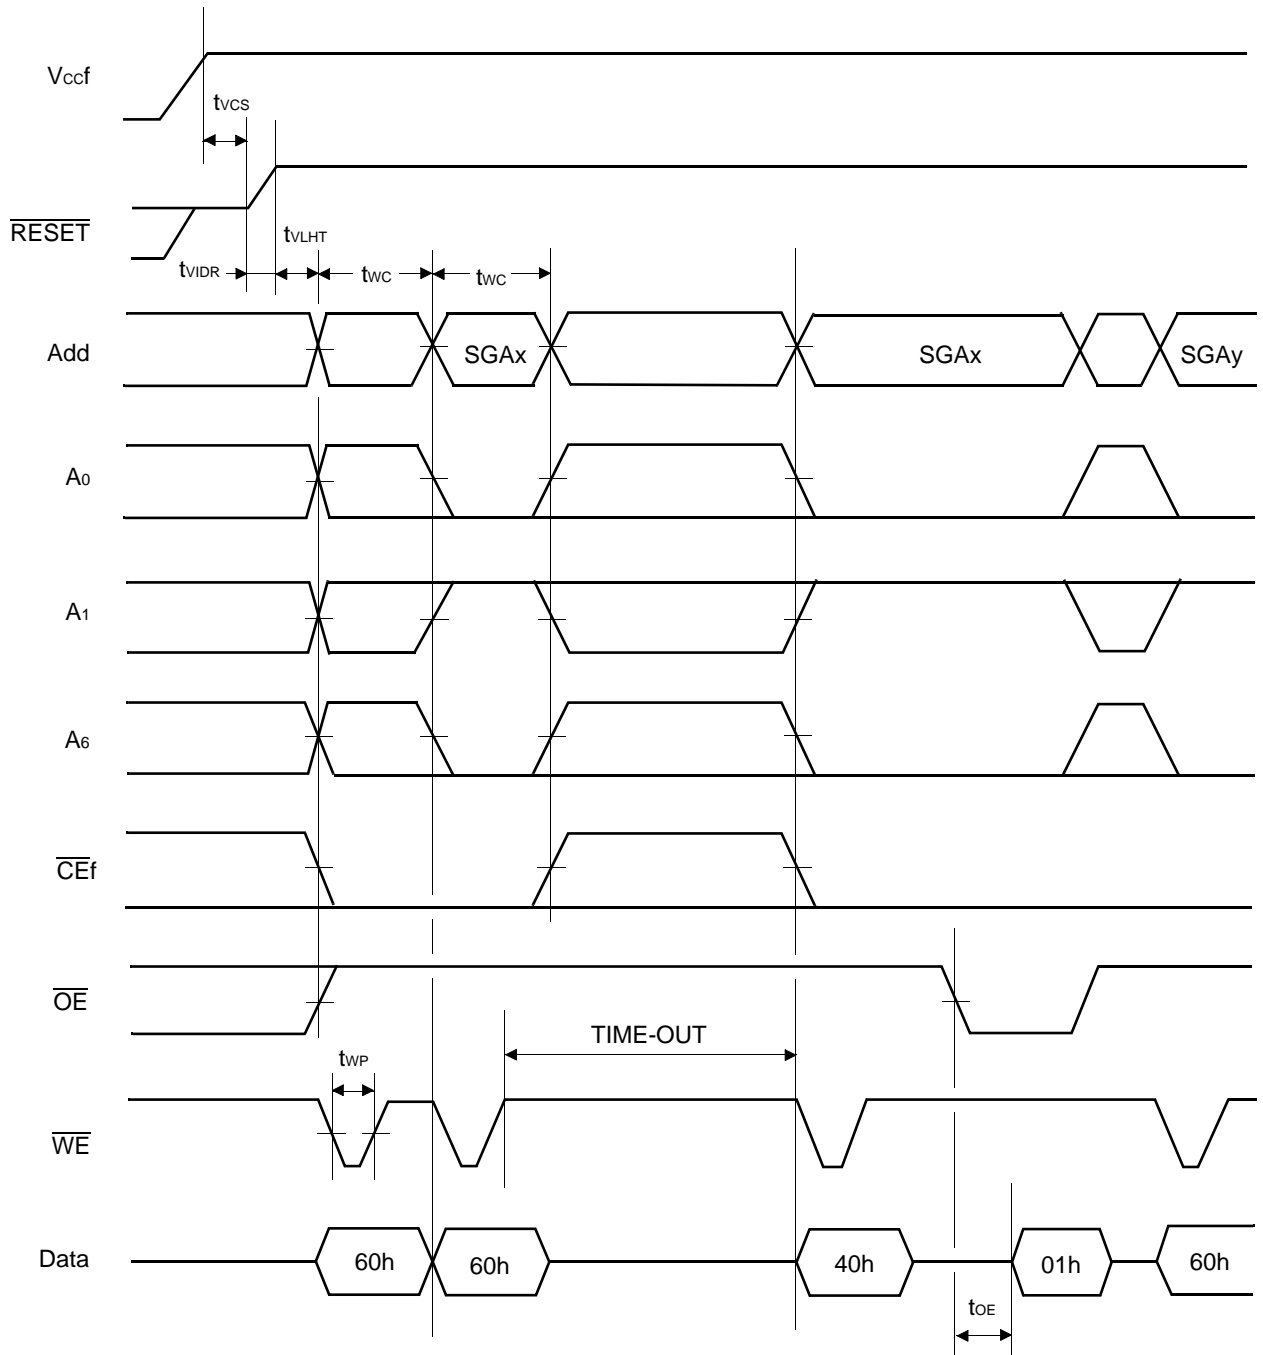 VCCf
tVCS
RESET
tVLHT
tVIDR
tWC
tWC
Add
SGAx
SGAx
SGAy
A0
A1
A6
CEf
OE
TIME-OUT
tWP
WE
Data
60h
60h
40h
01h
60h
tOE